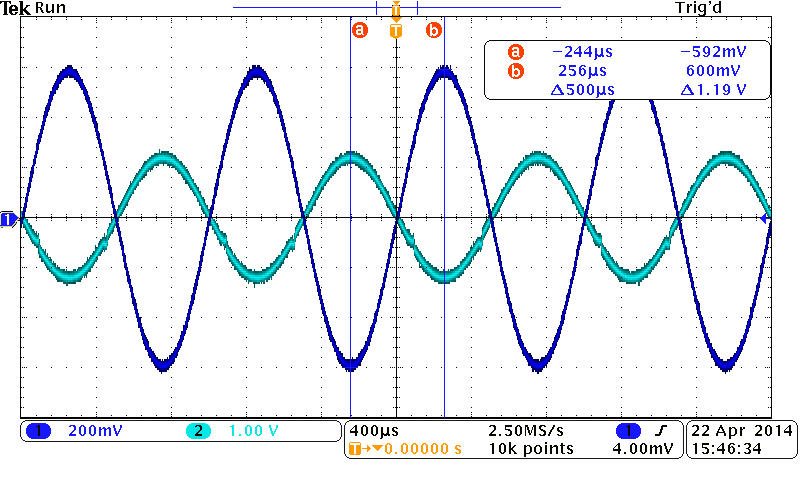 Tek Run Trig'd
T
a T b
a −244µs −592mV
b 256µs 600mV
Δ500µs Δ1.19 V
T
1 200mV 2 1.00 V 400µs 2.50MS/s 1 22 Apr 2014
T→▼0.00000 s 10k points 4.00mV 15:46:34